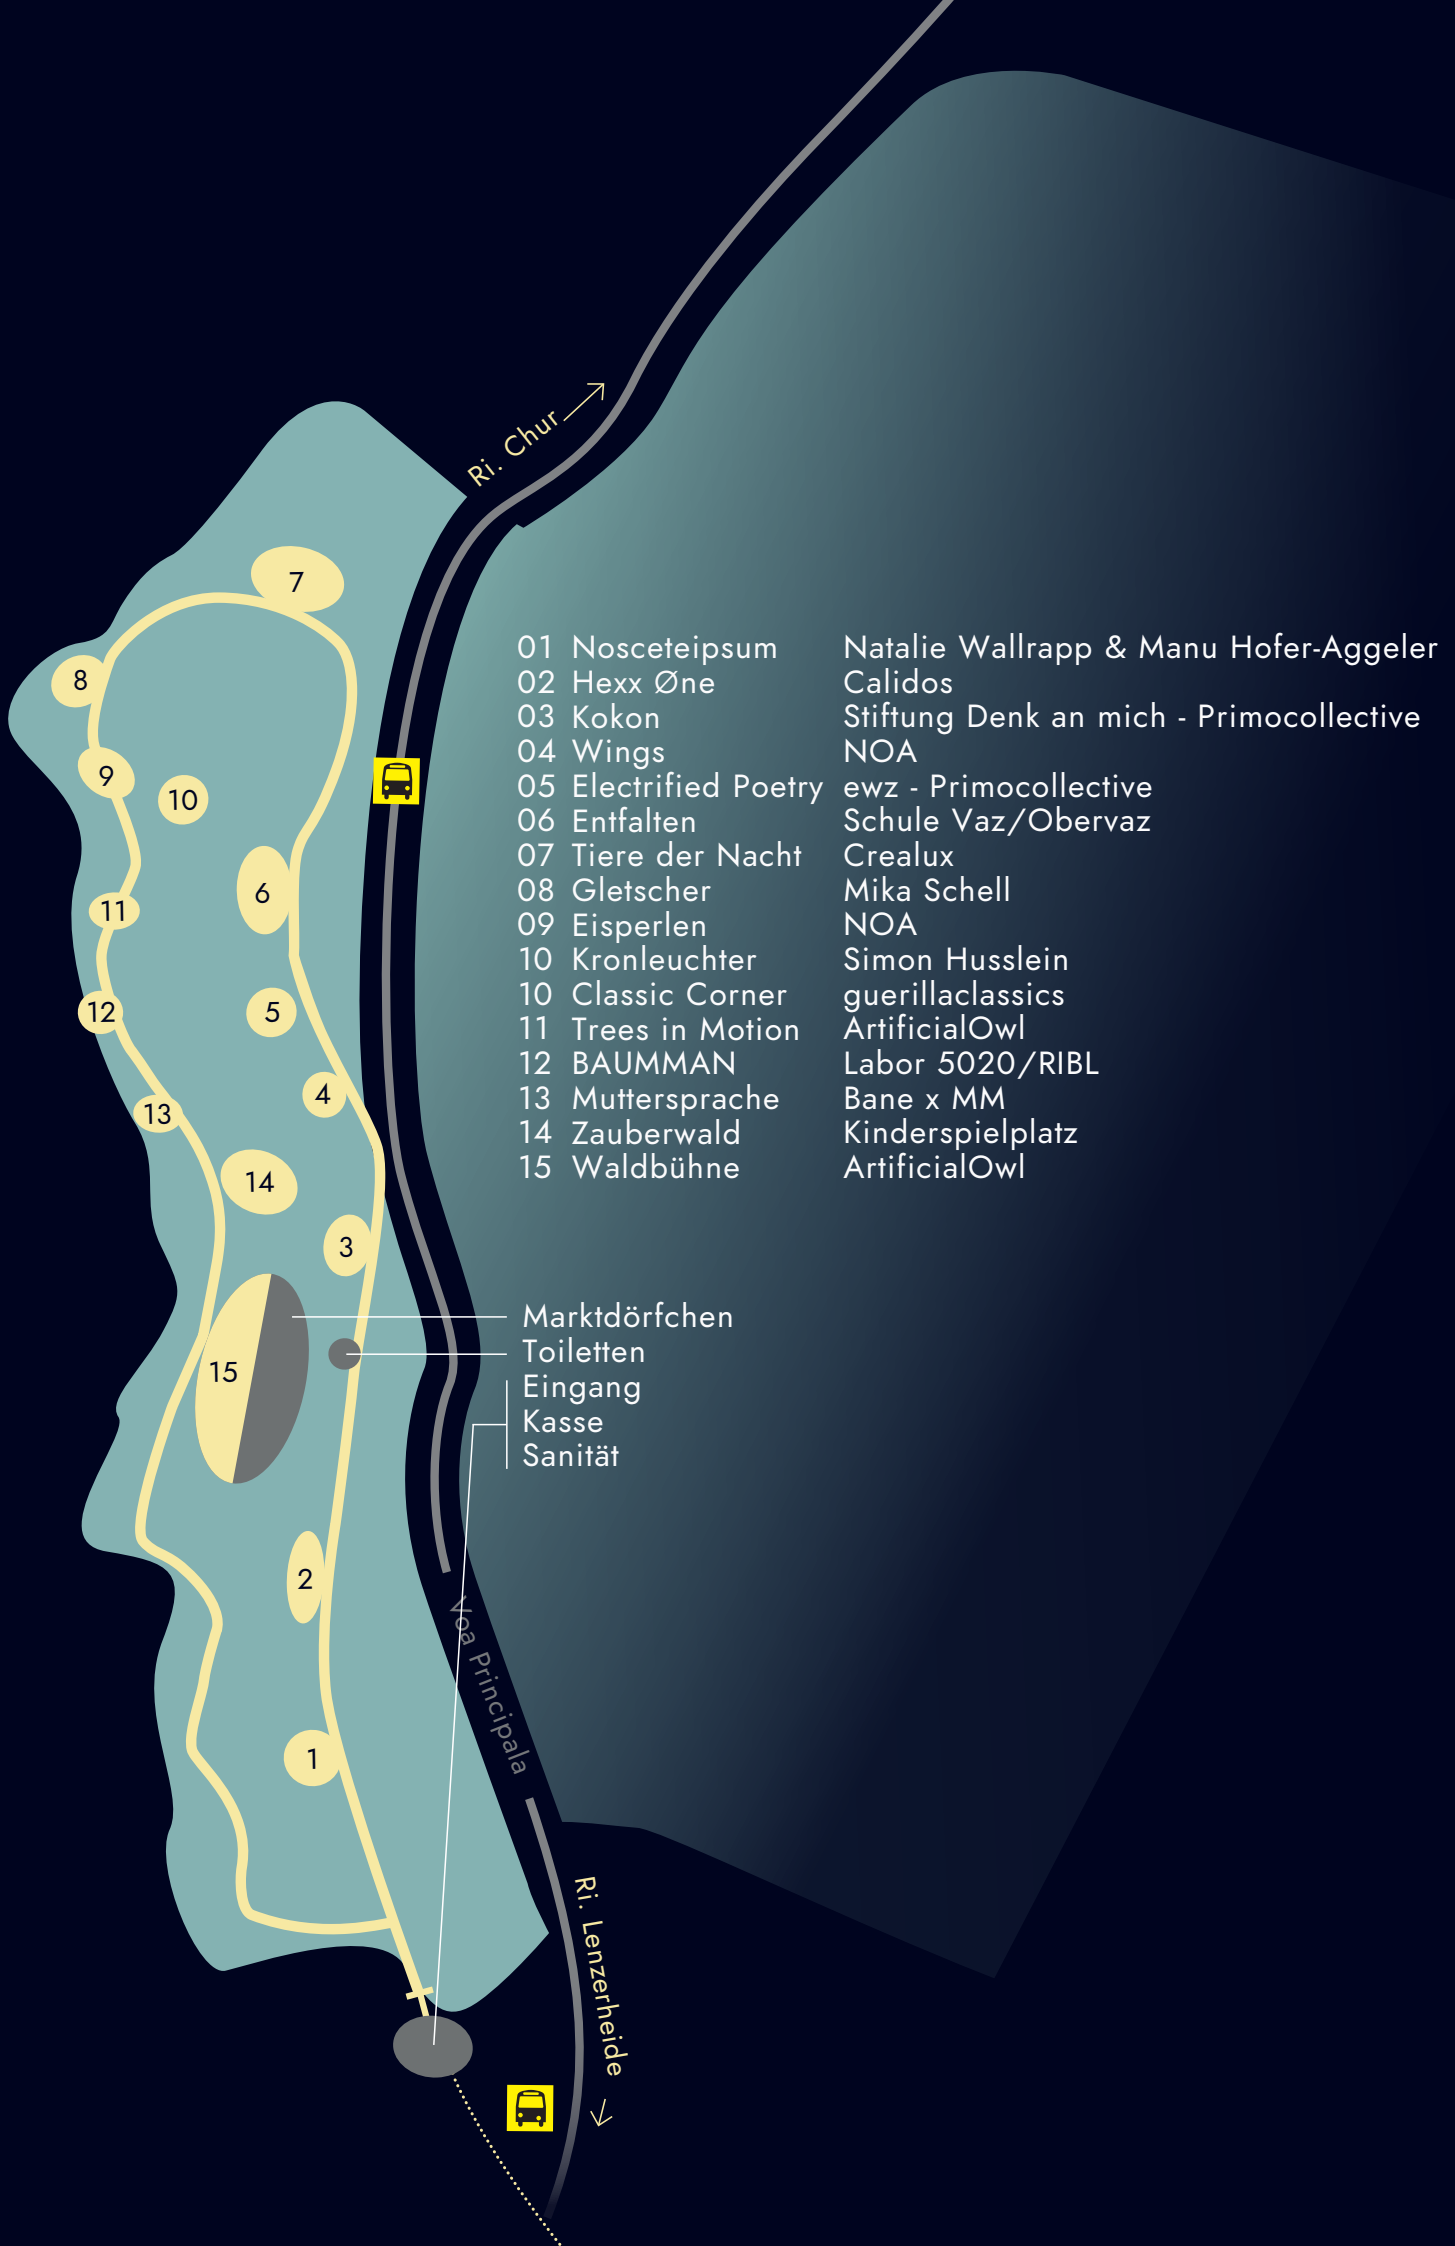 Ri. Chur
7
8
9
10
6
11
12
5
4
13
14
3
15
2
1
01 Nosceteipsum Natalie Wallrapp & Manu Hofer-Aggeler
02 Hexx Øne Calidos
03 Kokon Stiftung Denk an mich - Primocollective
04 Wings NOA
05 Electrified Poetry ewz - Primocollective
06 Entfalten Schule Vaz/Obervaz
07 Tiere der Nacht Crealux
08 Gletscher Mika Schell
09 Eisperlen NOA
10 Kronleuchter Simon Husslein
10 Classic Corner guerillaclassics
11 Trees in Motion ArtificialOwl
12 BAUMMAN Labor 5020/RIBL
13 Muttersprache Bane x MM
14 Zauberwald Kinderspielplatz
15 Waldbühne ArtificialOwl
Marktdörfchen
Toiletten
Eingang
Kasse
Sanität
Voa Principala
Ri. Lenzerheide